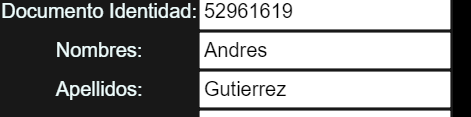 Documento Identidad: 52961619
Nombres: Andres
Apellidos: Gutierrez